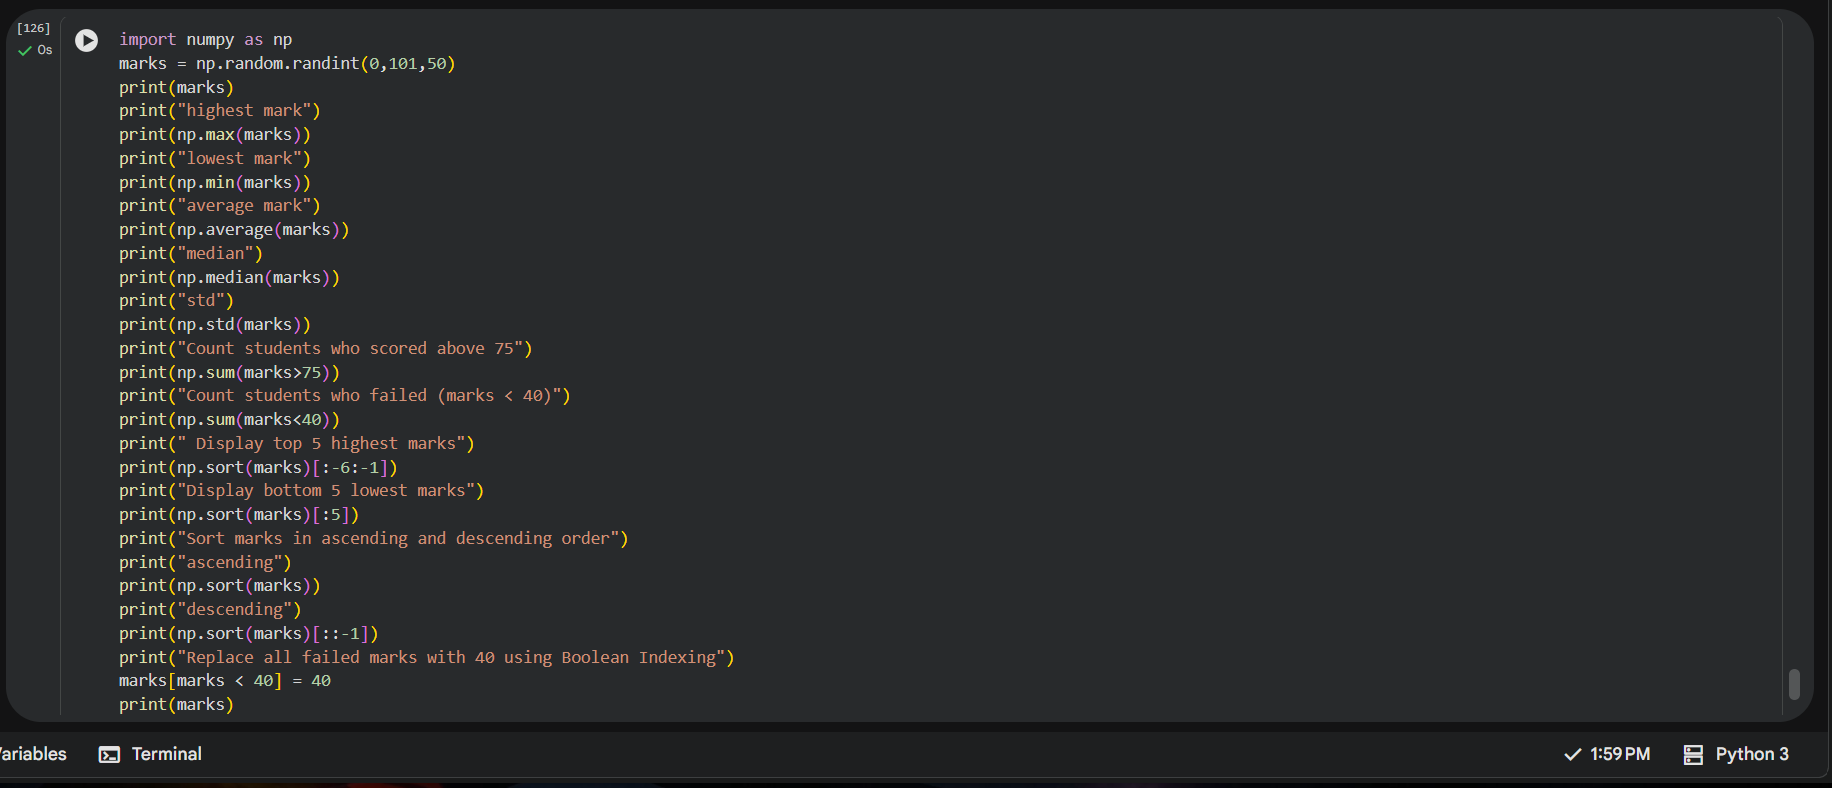 [126]
0s
import numpy as np
marks = np.random.randint(0,101,50)
print(marks)
print("highest mark")
print(np.max(marks))
print("lowest mark")
print(np.min(marks))
print("average mark")
print(np.average(marks))
print("median")
print(np.median(marks))
print("std")
print(np.std(marks))
print("Count students who scored above 75")
print(np.sum(marks>75))
print("Count students who failed (marks < 40)")
print(np.sum(marks<40))
print(" Display top 5 highest marks")
print(np.sort(marks)[:-6:-1])
print("Display bottom 5 lowest marks")
print(np.sort(marks)[:5])
print("Sort marks in ascending and descending order")
print("ascending")
print(np.sort(marks))
print("descending")
print(np.sort(marks)[::-1])
print("Replace all failed marks with 40 using Boolean Indexing")
marks[marks < 40] = 40
print(marks)
ariables Terminal 1:59 PM Python 3